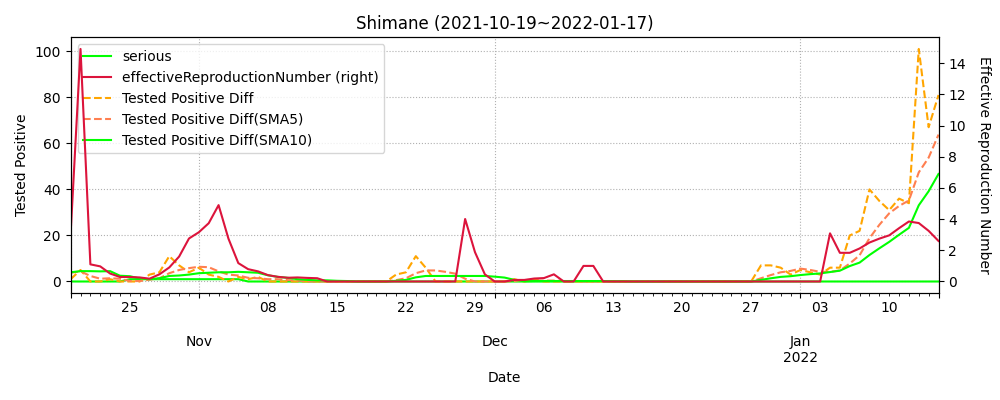 Shimane (2021-10-19~2022-01-17)
serious
effectiveReproductionNumber (right)
Tested Positive Diff
Tested Positive Diff(SMA5)
Tested Positive Diff(SMA10)
Tested Positive
100
80
60
40
20
0
14
12
10
8
6
4
2
0
Effective Reproduction Number
25 08 15 22 29 06 13 20 27 03 10
Nov Dec Jan
2022
Date